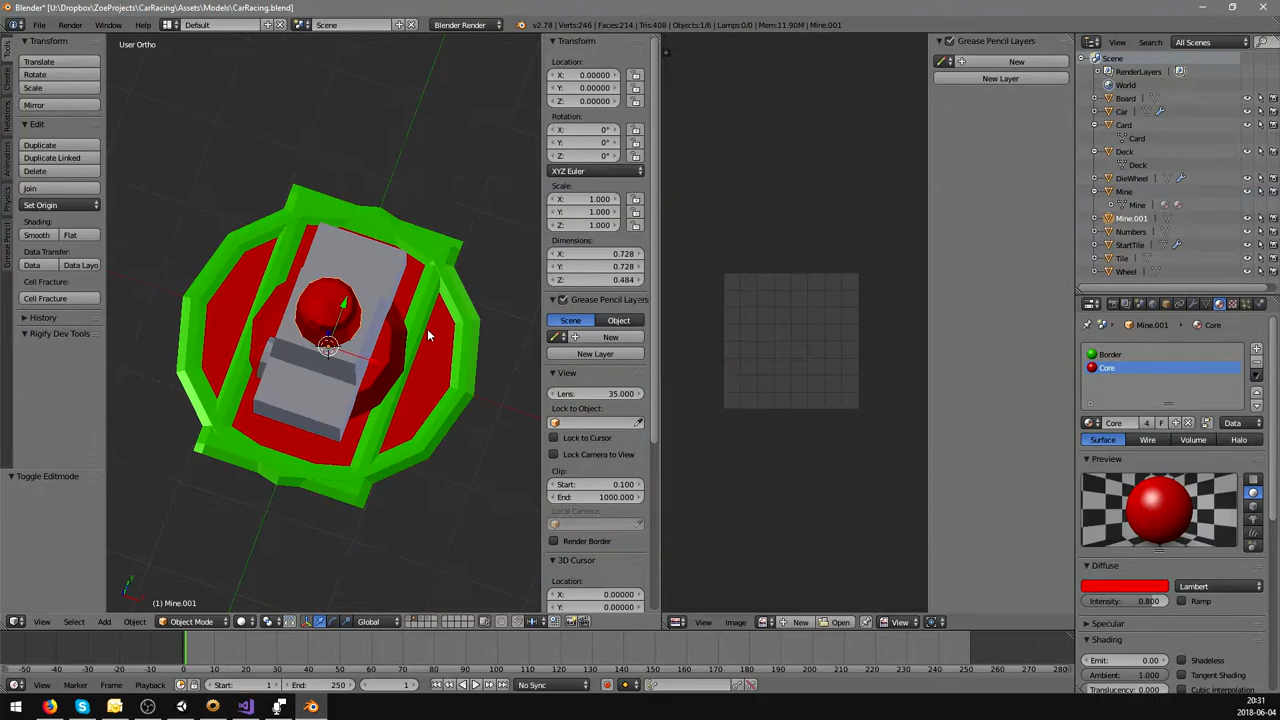 Blender* [U:\Dropbox\ZoeProjects\CarRacing\Assets\Models\CarRacing.blend]
File Render Window Help Default Scene Blender Render v2.78 | Verts:246 | Faces:214 | Tris:408 | Objects:1/6 | Lamps:0/0 | Mem:11.90M | Mine.001
Tools
Create
Relations
Animation
Physics
Grease Pencil
Transform
Translate
Rotate
Scale
Mirror
Edit
Duplicate
Duplicate Linked
Delete
Join
Set Origin
Shading:
Smooth Flat
Data Transfer:
Data Data Layo
Cell Fracture:
Cell Fracture
History
Rigify Dev Tools
Toggle Editmode
User Ortho
(1) Mine.001
Transform
Location:
X: 0.00000
Y: 0.00000
Z: 0.00000
Rotation:
X: 0°
Y: 0°
Z: 0°
XYZ Euler
Scale:
X: 1.000
Y: 1.000
Z: 1.000
Dimensions:
X: 0.728
Y: 0.728
Z: 0.484
Grease Pencil Layers
Scene Object
New
New Layer
View
Lens: 35.000
Lock to Object:
Lock to Cursor
Lock Camera to View
Clip:
Start: 0.100
End: 1000.000
Local Camera:
Render Border
3D Cursor
Location:
X: 0.00000
Y: 0.00000
Grease Pencil Layers
New
New Layer
View Search All Scenes
Scene
RenderLayers
World
Board
Car
Card
Card
Deck
Deck
DieWheel
Mine
Mine
Mine.001
Numbers
StartTile
Tile
Wheel
Mine.001 Core
Border
Core
Core 4 F Data
Surface Wire Volume Halo
Preview
Diffuse
Lambert
Intensity: 0.800 Ramp
Specular
Shading
Emit: 0.00 Shadeless
Ambient: 1.000 Tangent Shading
Translucency: 0.000 Cubic Interpolation
View Select Add Object Object Mode Global
View Image New Open View
-50 -40 -30 -20 -10 0 10 20 30 40 50 60 70 80 90 100 110 120 130 140 150 160 170 180 190 200 210 220 230 240 250 260 270 280
View Marker Frame Playback Start: 1 End: 250 1 No Sync
20:31
2018-06-04